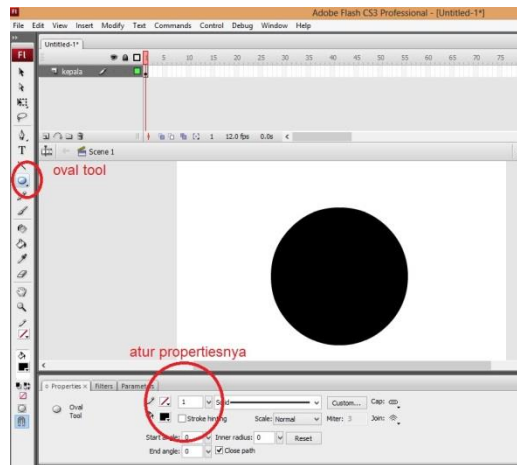 Adobe Flash CS3 Professional - [Untitled-1*]
File Edit View Insert Modify Text Commands Control Debug Window Help
Untitled-1*
Fl
5 10 15 20 25 30 35 40 45 50 55 60 65 70 75
kepala
1 12.0 fps 0.0s
Scene 1
oval tool
atur propertiesnya
Properties × Filters Parameters
Oval Tool
1 Solid Custom... Cap:
Stroke hinting Scale: Normal Miter: 3 Join:
Start angle: 0 Inner radius: 0 Reset
End angle: 0 Close path